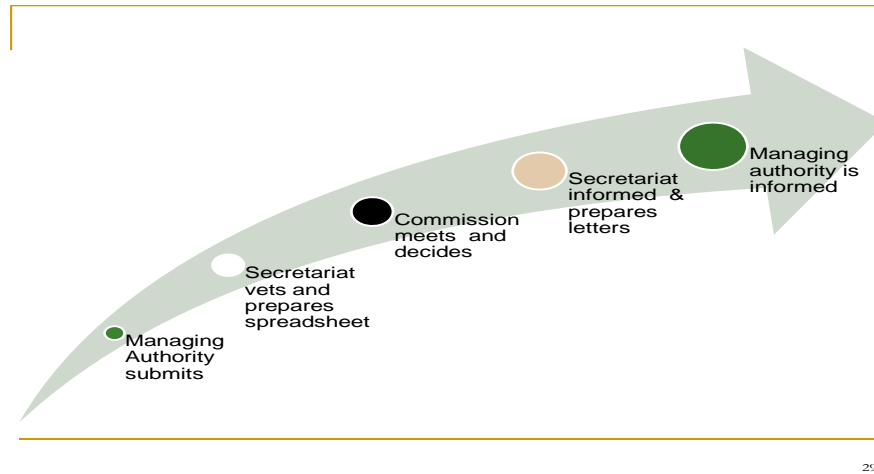 Managing
Authority
submits
Secretariat
vets and
prepares
spreadsheet
Commission
meets and
decides
Secretariat
informed &
prepares
letters
Managing
authority is
informed
29